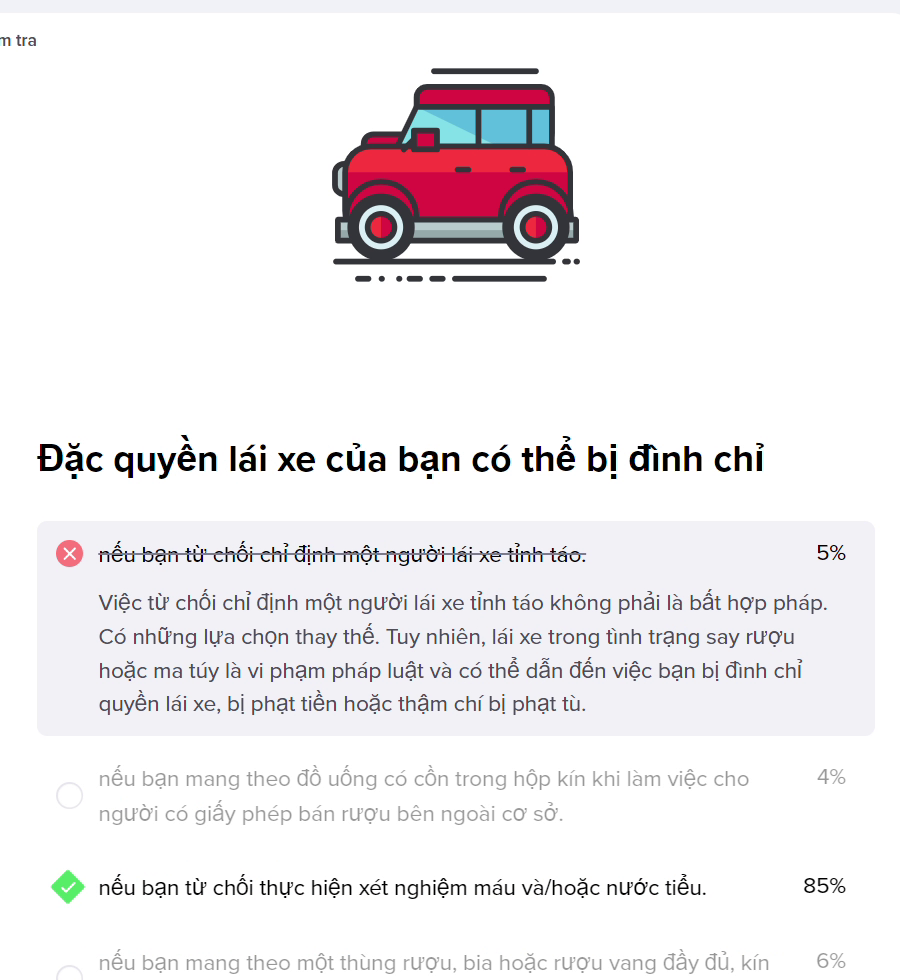 m tra
Đặc quyền lái xe của bạn có thể bị đình chỉ
nếu bạn từ chối chỉ định một người lái xe tỉnh táo.
5%
Việc từ chối chỉ định một người lái xe tỉnh táo không phải là bất hợp pháp.
Có những lựa chọn thay thế. Tuy nhiên, lái xe trong tình trạng say rượu
hoặc ma túy là vi phạm pháp luật và có thể dẫn đến việc bạn bị đình chỉ
quyền lái xe, bị phạt tiền hoặc thậm chí bị phạt tù.
nếu bạn mang theo đồ uống có cồn trong hộp kín khi làm việc cho
4%
người có giấy phép bán rượu bên ngoài cơ sở.
nếu bạn từ chối thực hiện xét nghiệm máu và/hoặc nước tiểu.
85%
nếu bạn mang theo một thùng rượu, bia hoặc rượu vang đầy đủ, kín
6%